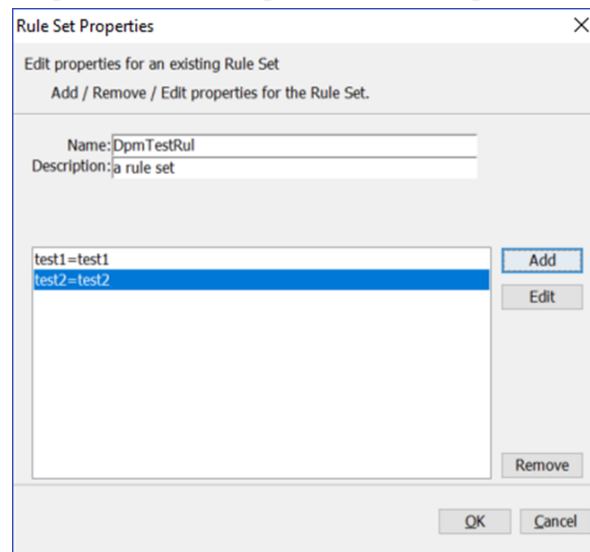 Rule Set Properties
Edit properties for an existing Rule Set
Add / Remove / Edit properties for the Rule Set.
Name: DpmTestRul
Description: a rule set
test1=test1
Add
test2=test2
Edit
Remove
OK
Cancel